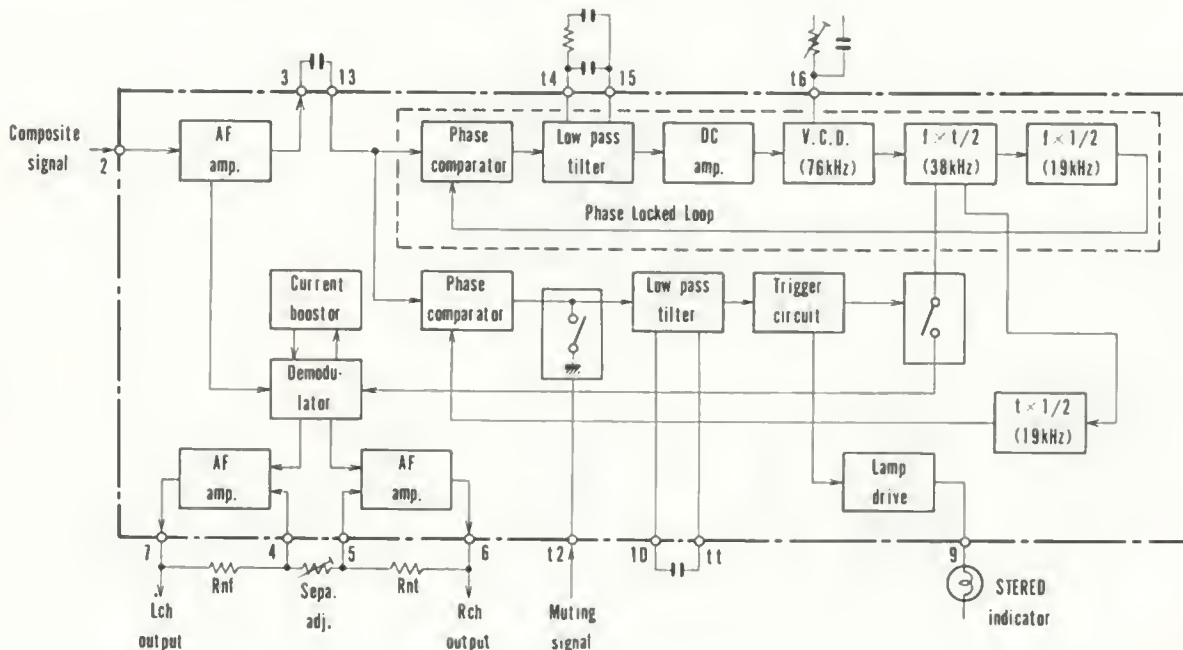 t4
15
t6
3
13
Composite
signal
2
AF
amp.
Phase
comparator
Low pass
tilter
DC
amp.
V.C.D.
(76kHz)
f × t/2
(38kHz)
f × 1/2
(19kHz)
Phase Locked Loop
Current
boostor
Phase
comparator
Low pass
tilter
Trigger
circuit
Demodu-
lator
t × 1/2
(19kHz)
AF
amp.
AF
amp.
Lamp
drive
7
4
5
6
t2
10
tt
9
Rnf
Sepa.
adj.
Rnt
Lch
output
Rch
output
Muting
signal
STERED
indicator